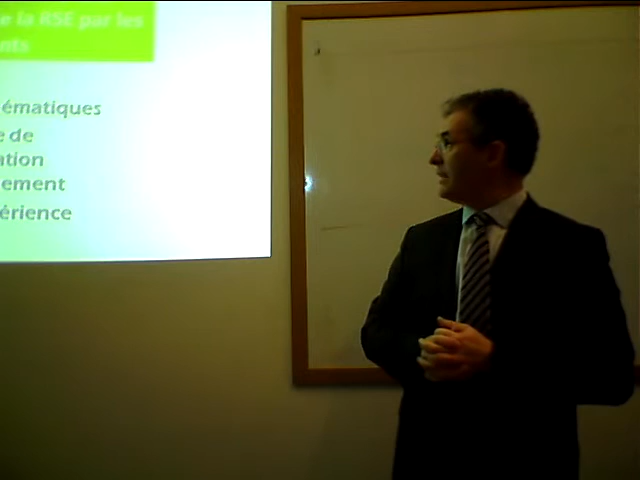 e la RSE par les
nts
ématiques
e de
ation
ement
érience